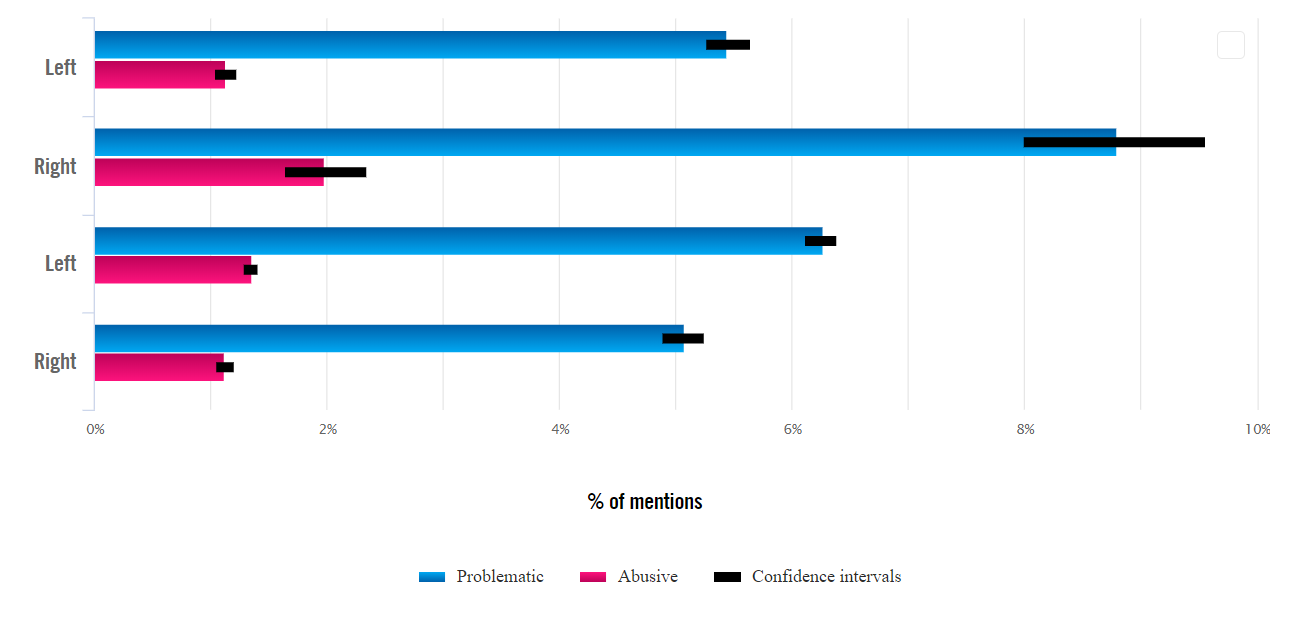 Left
Right
Left
Right
0% 2% 4% 6% 8% 10%
% of mentions
Problematic Abusive Confidence intervals